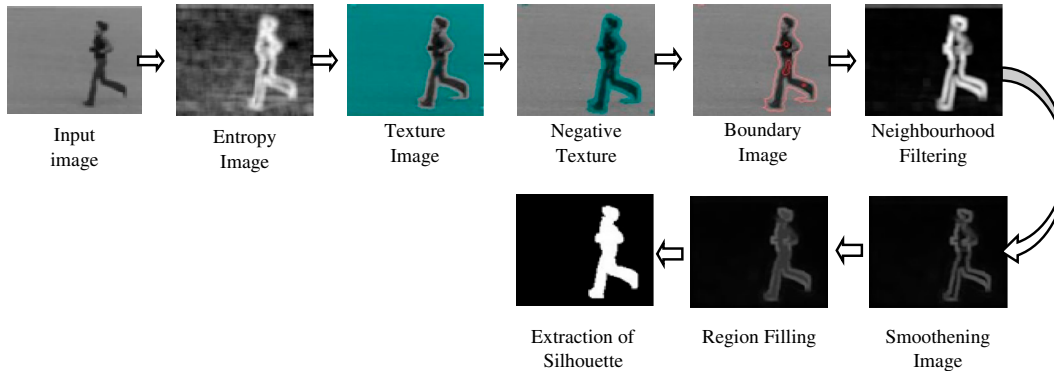 Input
image
Entropy
Image
Texture
Image
Negative
Texture
Boundary
Image
Neighbourhood
Filtering
Extraction of
Silhouette
Region Filling
Smoothening
Image